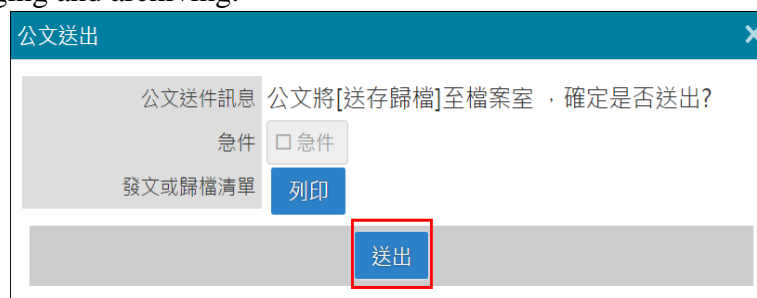 ging and archiving.
公文送出
公文送件訊息 公文將[送存歸檔]至檔案室 ，確定是否送出?
急件 急件
發文或歸檔清單 列印
送出